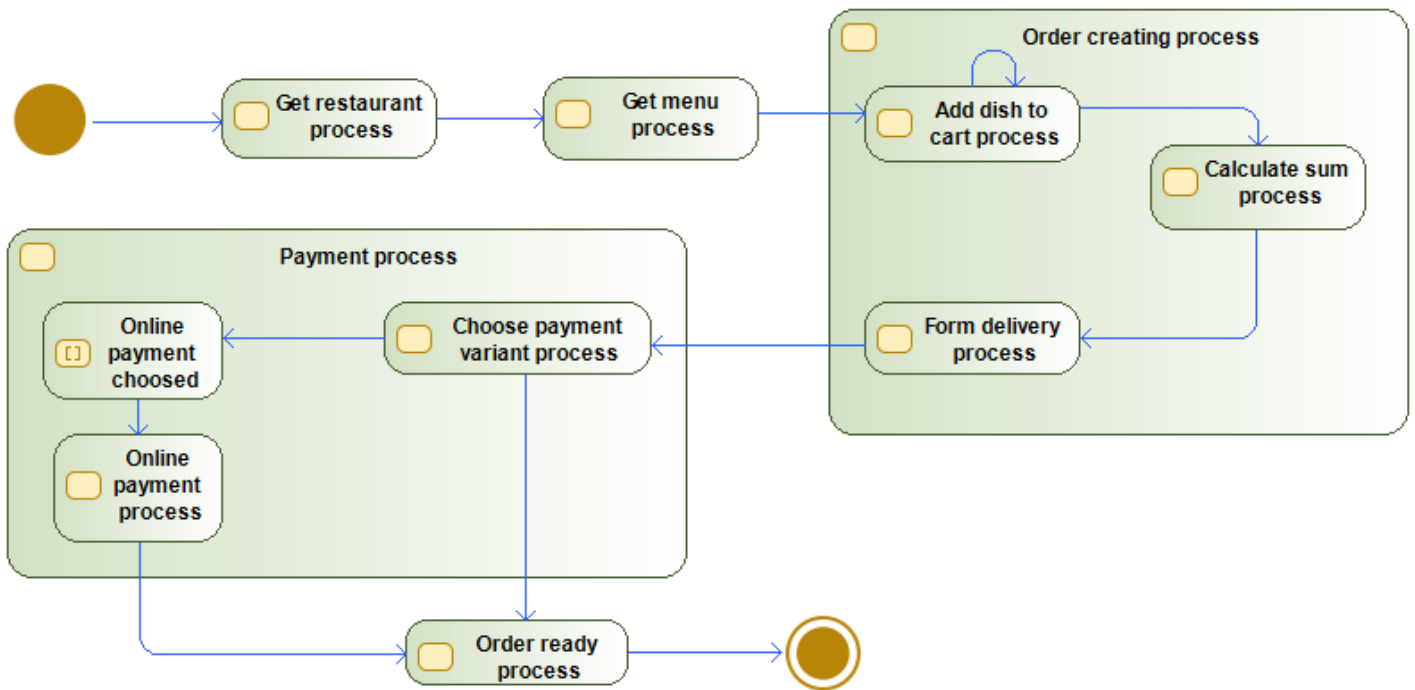 Order creating process
Get restaurant
process
Get menu
process
Add dish to
cart process
Calculate sum
process
Payment process
Online
payment
choosed
Choose payment
variant process
Form delivery
process
[]
Online
payment
process
Order ready
process